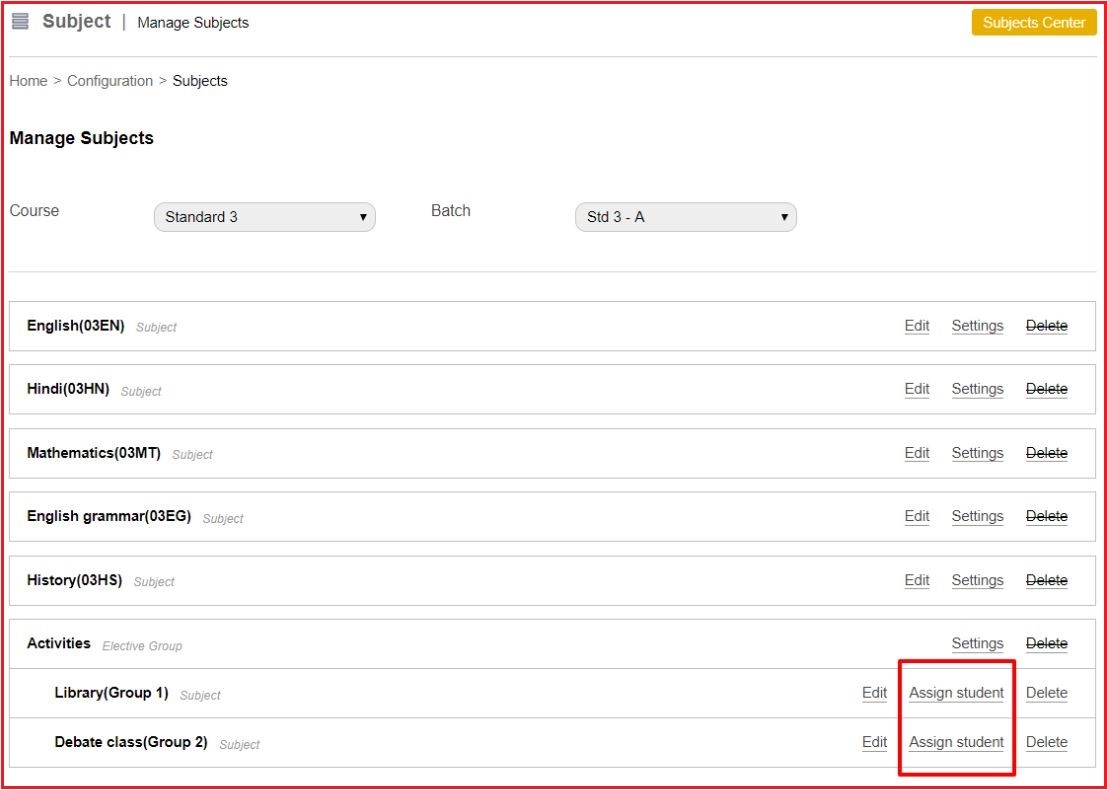 Subject | Manage Subjects Subjects Center
Home > Configuration > Subjects
Manage Subjects
Course Standard 3 Batch Std 3 - A
English(03EN) Subject Edit Settings Delete
Hindi(03HN) Subject Edit Settings Delete
Mathematics(03MT) Subject Edit Settings Delete
English grammar(03EG) Subject Edit Settings Delete
History(03HS) Subject Edit Settings Delete
Activities Elective Group Settings Delete
Library(Group 1) Subject Edit Assign student Delete
Debate class(Group 2) Subject Edit Assign student Delete